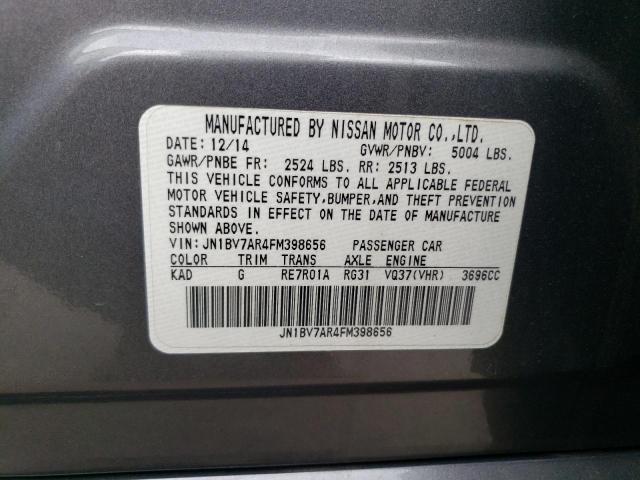 MANUFACTURED BY NISSAN MOTOR CO.,LTD.
DATE: 12/14 GVWR/PNBV: 5004 LBS.
GAWR/PNBE FR: 2524 LBS. RR: 2513 LBS.
THIS VEHICLE CONFORMS TO ALL APPLICABLE FEDERAL
MOTOR VEHICLE SAFETY,BUMPER,AND THEFT PREVENTION
STANDARDS IN EFFECT ON THE DATE OF MANUFACTURE
SHOWN ABOVE.
VIN: JN1BV7AR4FM398656 PASSENGER CAR
COLOR TRIM TRANS AXLE ENGINE
KAD G RE7R01A RG31 VQ37(VHR) 3696CC
JN1BV7AR4FM398656